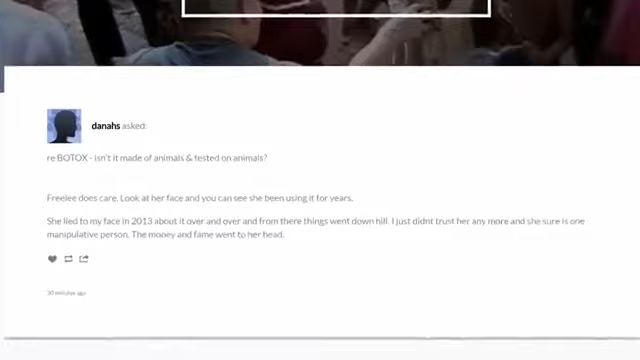 danahs asked:
re BOTOX - isn't it made of animals & tested on animals?
Freelee does care. Look at her face and you can see she been using it for years.
She lied to my face in 2013 about it over and over and from there things went down hill. I just didnt trust her any more and she sure is one
manipulative person. The money and fame went to her head.
30 minutes ago